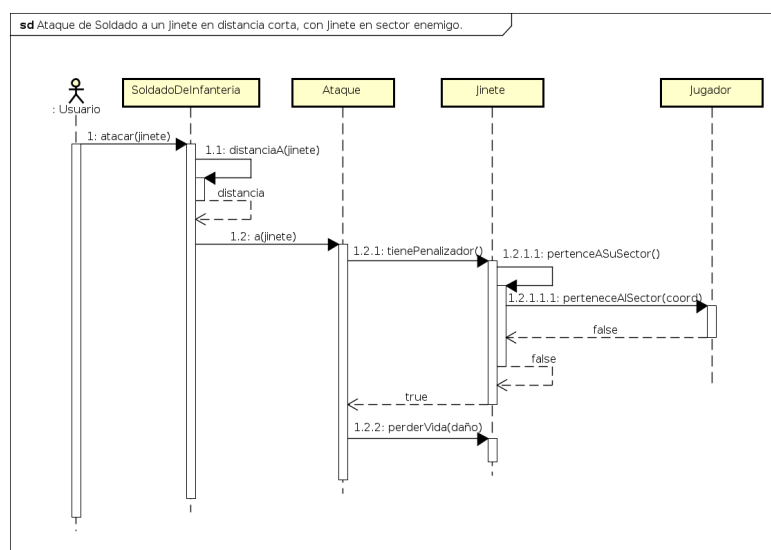 sd Ataque de Soldado a un Jinete en distancia corta, con Jinete en sector enemigo.
: Usuario
SoldadoDeInfanteria
Ataque
Jinete
Jugador
1: atacar(jinete)
1.1: distanciaA(jinete)
distancia
1.2: a(jinete)
1.2.1: tienePenalizador()
1.2.1.1: pertenceASuSector()
1.2.1.1.1: perteneceAlSector(coord)
false
false
true
1.2.2: perderVida(daño)